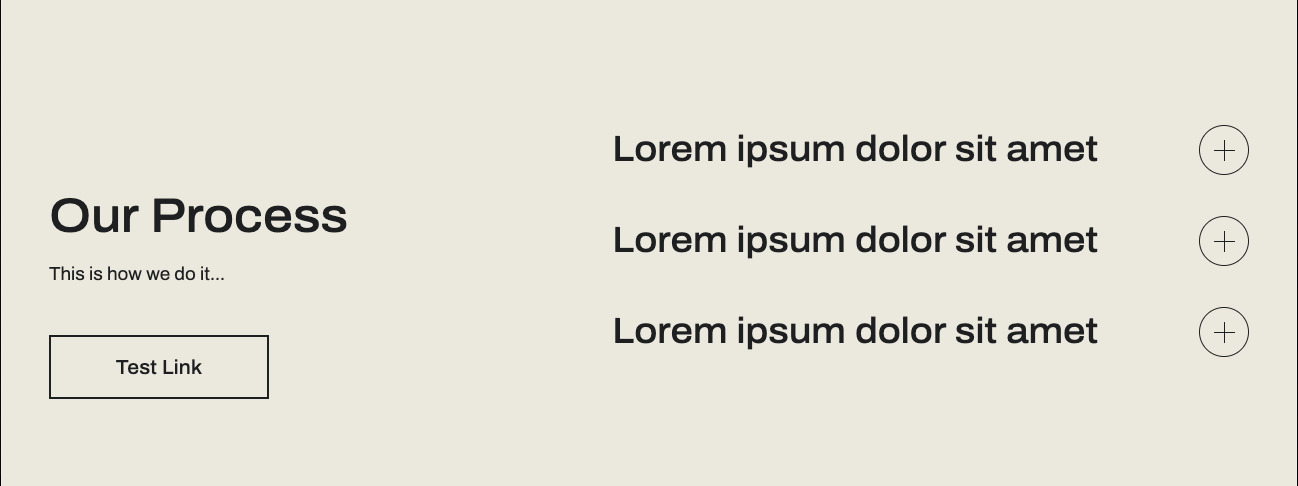 Our Process
This is how we do it...
Test Link
Lorem ipsum dolor sit amet
Lorem ipsum dolor sit amet
Lorem ipsum dolor sit amet